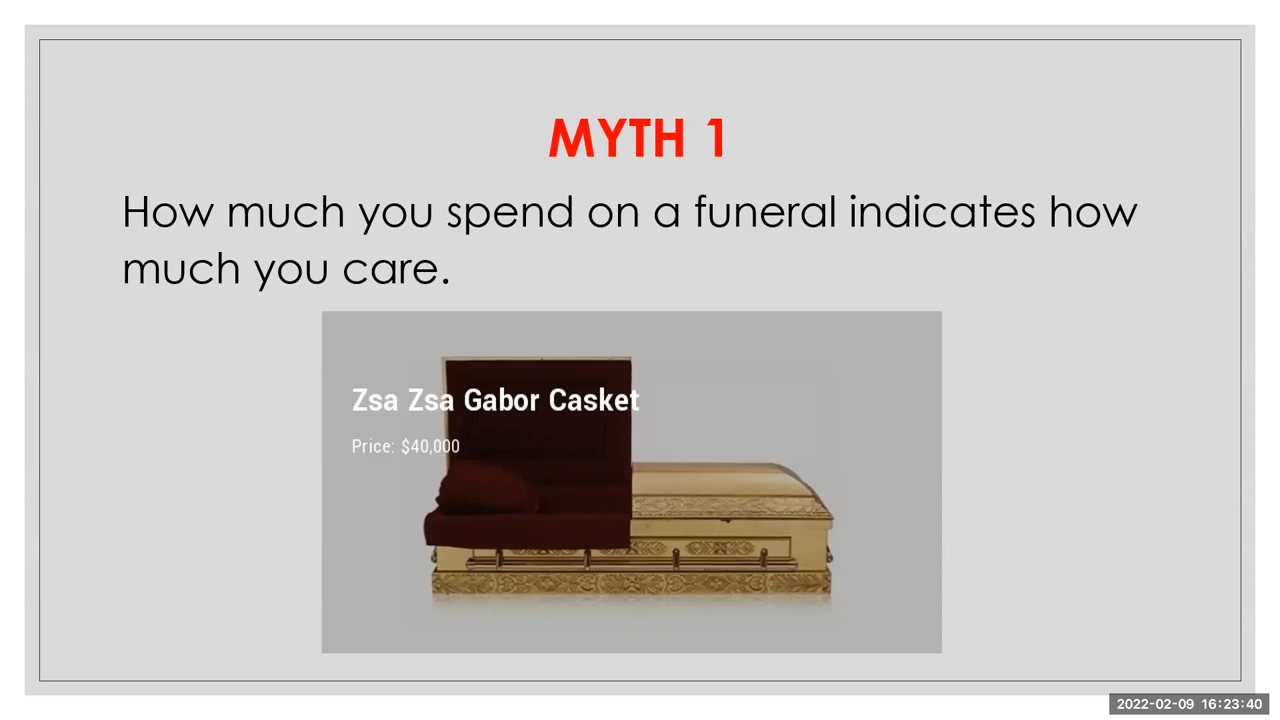 MYTH 1
How much you spend on a funeral indicates how
much you care.
Zsa Zsa Gabor Casket
Price: $40,000
2022-02-09 16:23:40